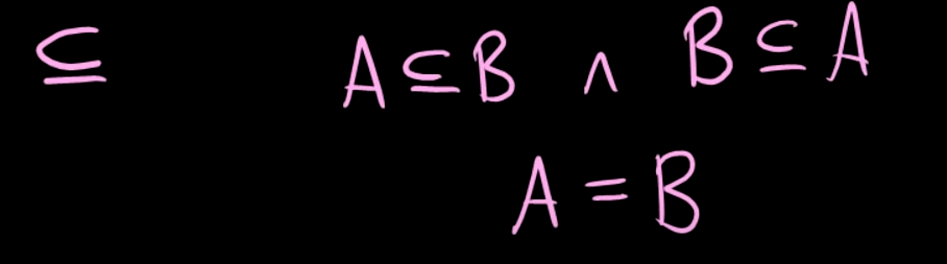 ⊆ A ⊆ B ∧ B ⊆ A
A = B